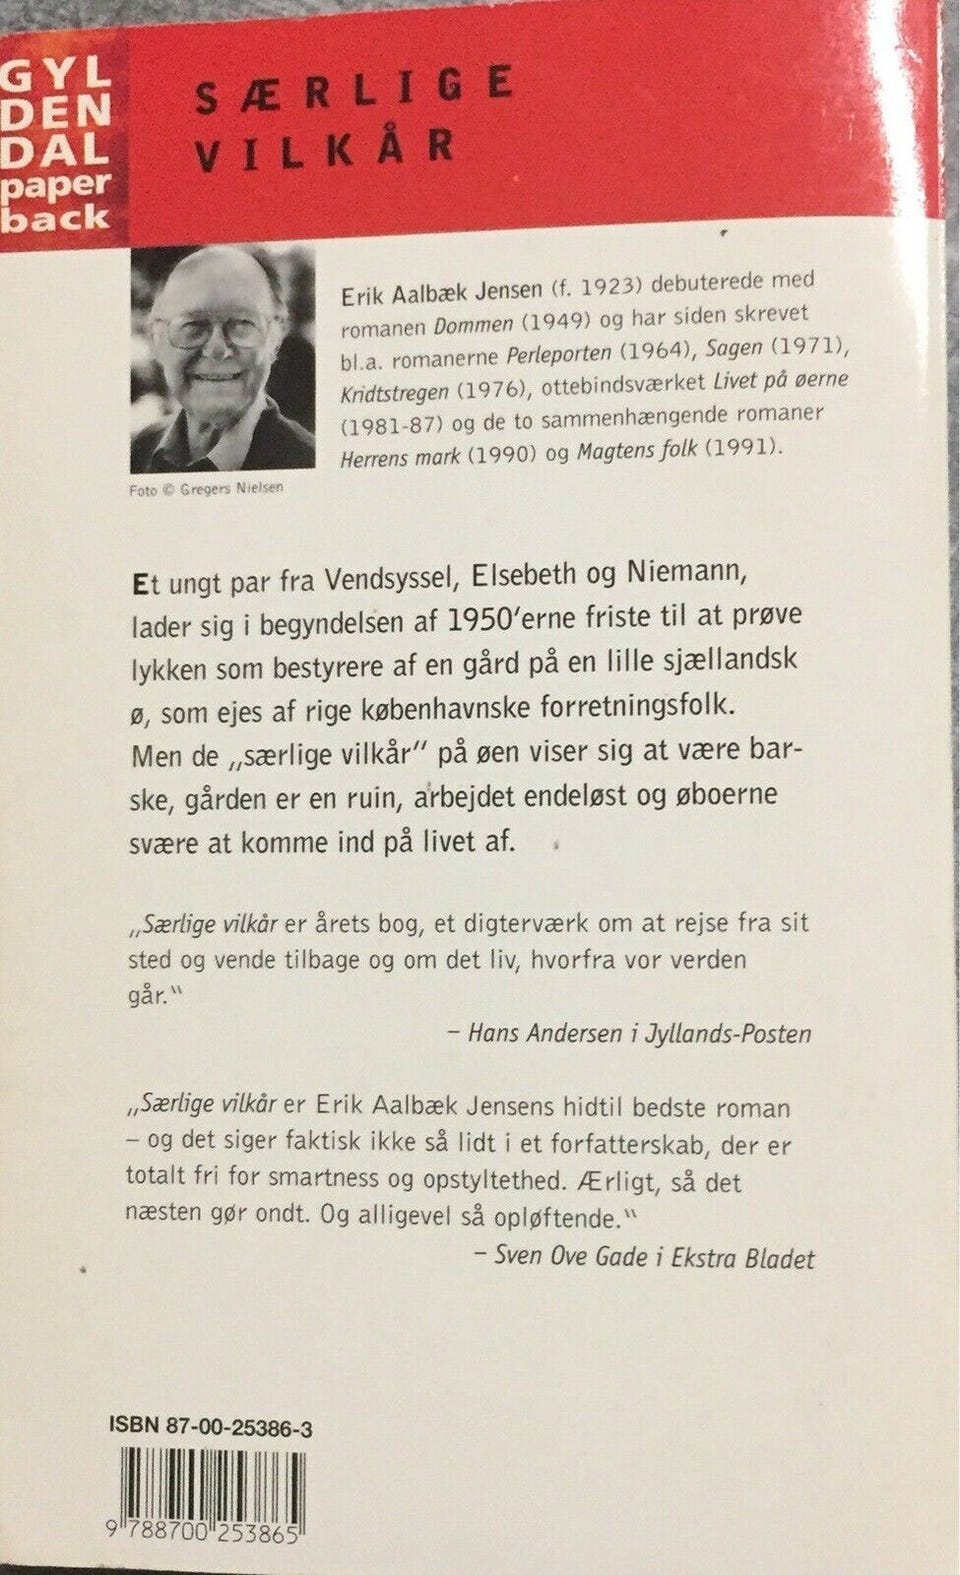 GYL
DEN
DAL
paper
back
SÆRLIGE
VILKÅR
Erik Aalbæk Jensen (f. 1923) debuterede med
romanen Dommen (1949) og har siden skrevet
bl.a. romanerne Perleporten (1964), Sagen (1971),
Kridtstregen (1976), ottebindsværket Livet på øerne
(1981-87) og de to sammenhængende romaner
Herrens mark (1990) og Magtens folk (1991).
Foto © Gregers Nielsen
Et ungt par fra Vendsyssel, Elsebeth og Niemann,
lader sig i begyndelsen af 1950'erne friste til at prøve
lykken som bestyrere af en gård på en lille sjællandsk
ø, som ejes af rige københavnske forretningsfolk.
Men de „særlige vilkår" på øen viser sig at være bar-
ske, gården er en ruin, arbejdet endeløst og øboerne
svære at komme ind på livet af.
„Særlige vilkår er årets bog, et digterværk om at rejse fra sit
sted og vende tilbage og om det liv, hvorfra vor verden
går.“
– Hans Andersen i Jyllands-Posten
„Særlige vilkår er Erik Aalbæk Jensens hidtil bedste roman
– og det siger faktisk ikke så lidt i et forfatterskab, der er
totalt fri for smartness og opstyltethed. Ærligt, så det
næsten gør ondt. Og alligevel så opløftende.“
– Sven Ove Gade i Ekstra Bladet
ISBN 87-00-25386-3
9 788700 253865